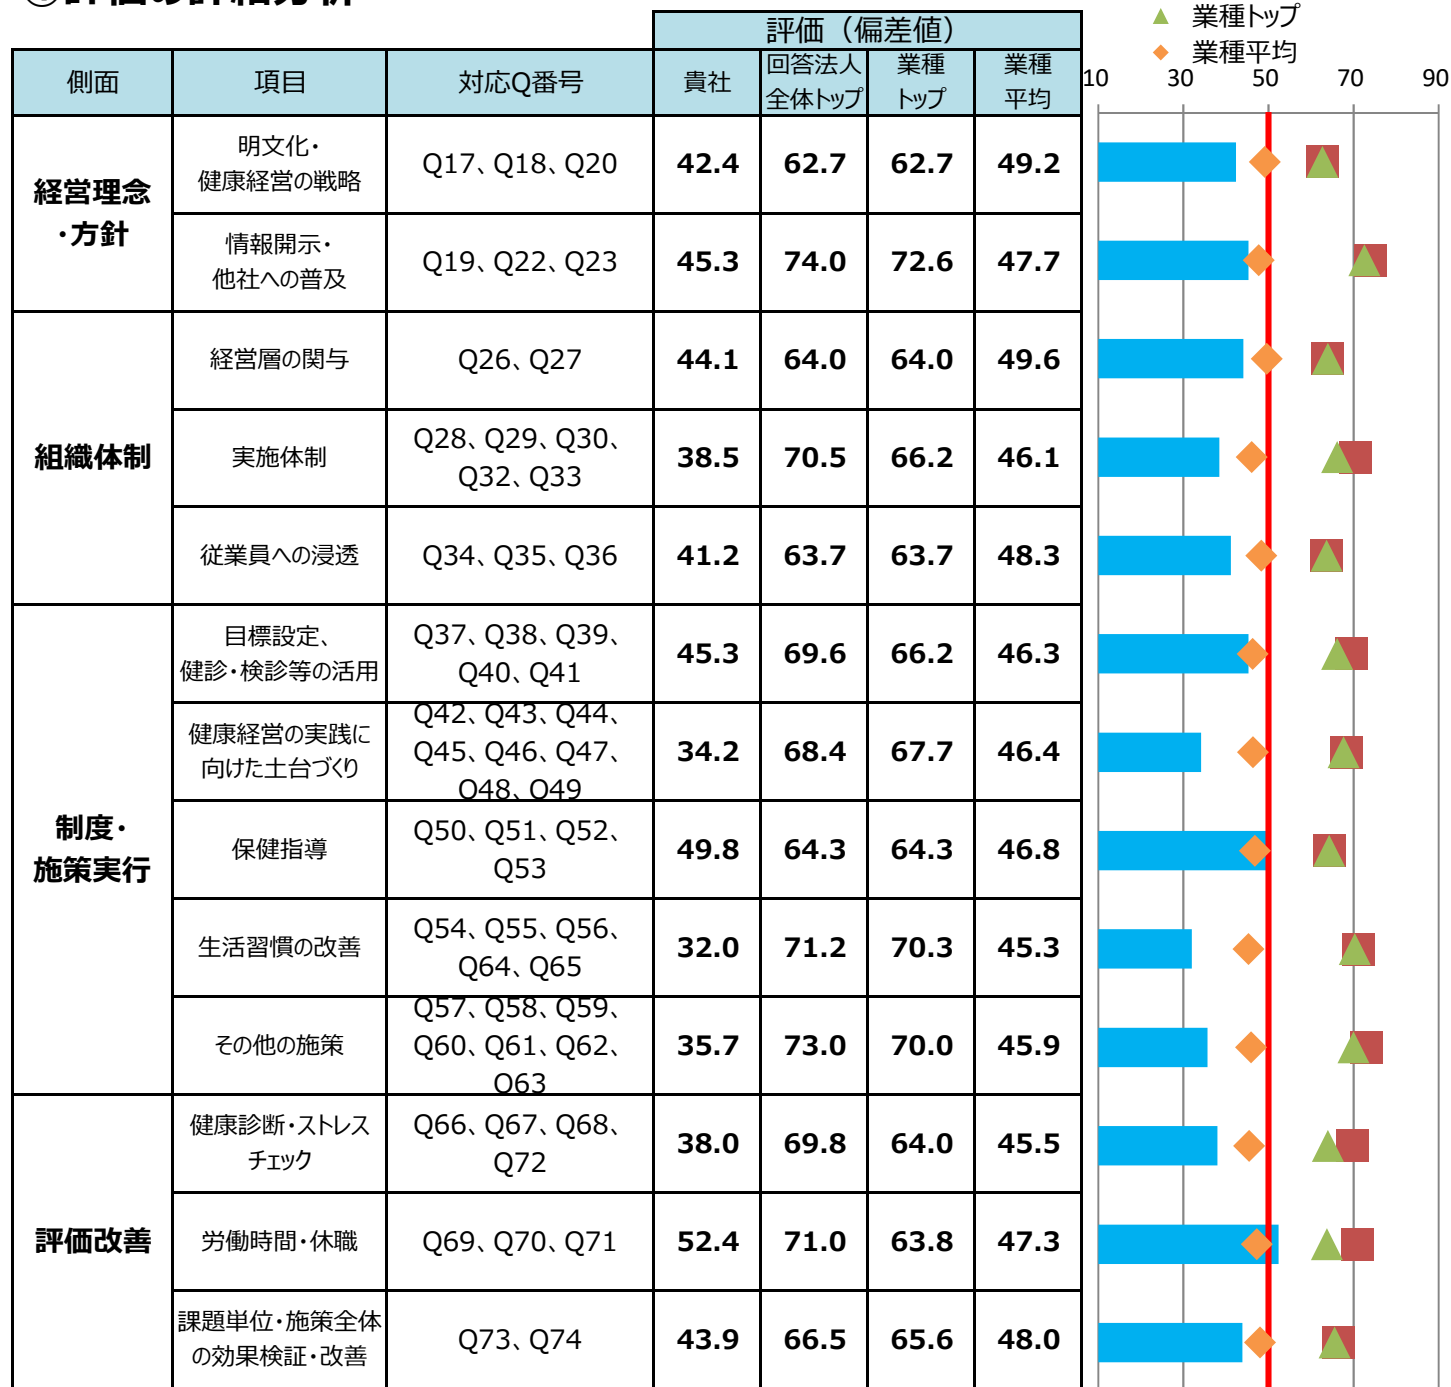 評価（偏差値）
▲ 業種トップ
◆ 業種平均
側面 項目 対応Q番号 貴社 回答法人 業種 業種
全体トップ トップ 平均
10 30 50 70 90
経営理念
・方針
明文化・
健康経営の戦略
Q17、Q18、Q20 42.4 62.7 62.7 49.2
情報開示・
他社への普及
Q19、Q22、Q23 45.3 74.0 72.6 47.7
組織体制
経営層の関与 Q26、Q27 44.1 64.0 64.0 49.6
実施体制
Q28、Q29、Q30、
Q32、Q33
38.5 70.5 66.2 46.1
従業員への浸透 Q34、Q35、Q36 41.2 63.7 63.7 48.3
制度・
施策実行
目標設定、
健診・検診等の活用
Q37、Q38、Q39、
Q40、Q41
45.3 69.6 66.2 46.3
健康経営の実践に
向けた土台づくり
Q42、Q43、Q44、
Q45、Q46、Q47、
Q48、Q49
34.2 68.4 67.7 46.4
保健指導
Q50、Q51、Q52、
Q53
49.8 64.3 64.3 46.8
生活習慣の改善
Q54、Q55、Q56、
Q64、Q65
32.0 71.2 70.3 45.3
その他の施策
Q57、Q58、Q59、
Q60、Q61、Q62、
Q63
35.7 73.0 70.0 45.9
評価改善
健康診断・ストレス
チェック
Q66、Q67、Q68、
Q72
38.0 69.8 64.0 45.5
労働時間・休職 Q69、Q70、Q71 52.4 71.0 63.8 47.3
課題単位・施策全体
の効果検証・改善
Q73、Q74 43.9 66.5 65.6 48.0